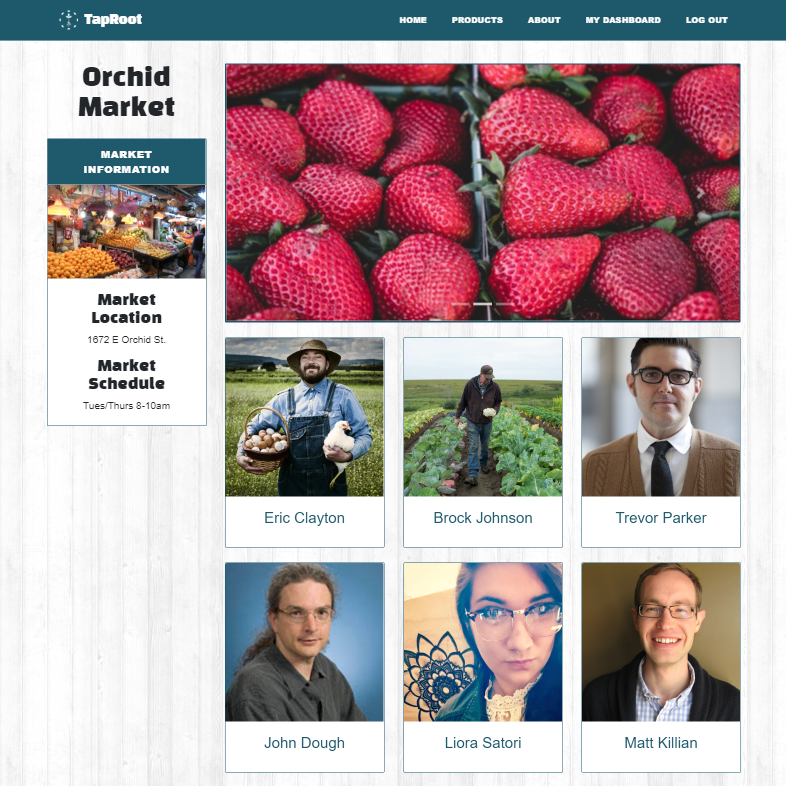 TapRoot
HOME PRODUCTS ABOUT MY DASHBOARD LOG OUT
Orchid
Market
MARKET
INFORMATION
Market
Location
1672 E Orchid St.
Market
Schedule
Tues/Thurs 8-10am
Eric Clayton
Brock Johnson
Trevor Parker
John Dough
Liora Satori
Matt Killian